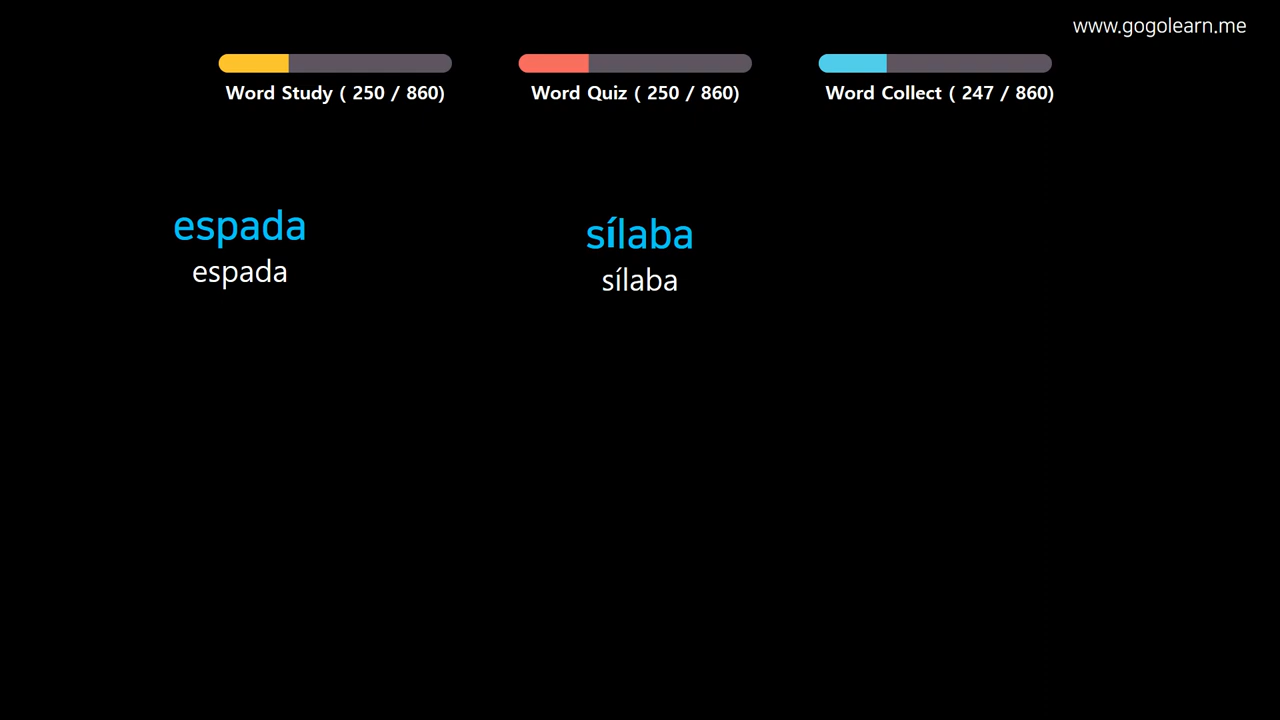 www.gogolearn.me
Word Study ( 250 / 860)
Word Quiz ( 250 / 860)
Word Collect ( 247 / 860)
espada
espada
sílaba
sílaba